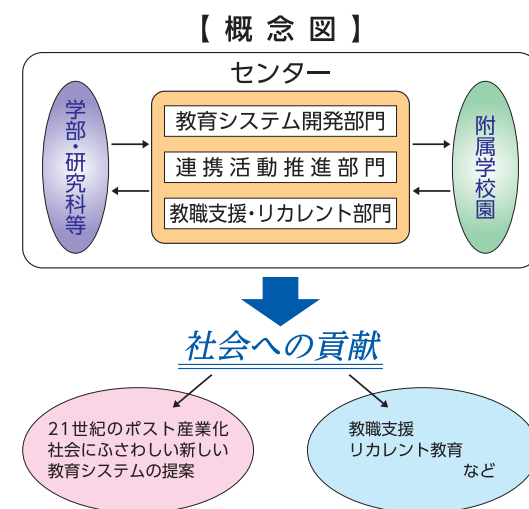 【概念図】
センター
学部・研究科等
教育システム開発部門
連携活動推進部門
教職支援・リカレント部門
附属学校園
社会への貢献
21世紀のポスト産業化
社会にふさわしい新しい
教育システムの提案
教職支援
リカレント教育
など